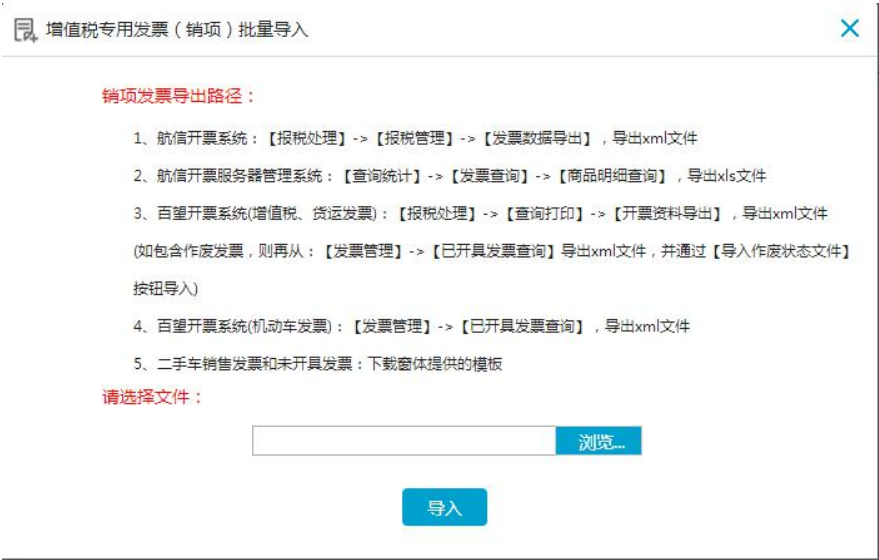 增值税专用发票（销项）批量导入
销项发票导出路径：
1、航信开票系统：【报税处理】->【报税管理】->【发票数据导出】，导出xml文件
2、航信开票服务器管理系统：【查询统计】->【发票查询】->【商品明细查询】，导出xls文件
3、百望开票系统(增值税、货运发票)：【报税处理】->【查询打印】->【开票资料导出】，导出xml文件
(如包含作废发票，则再从：【发票管理】->【已开具发票查询】导出xml文件，并通过【导入作废状态文件】
按钮导入)
4、百望开票系统(机动车发票)：【发票管理】->【已开具发票查询】，导出xml文件
5、二手车销售发票和未开具发票：下载窗体提供的模板
请选择文件：
浏览...
导入